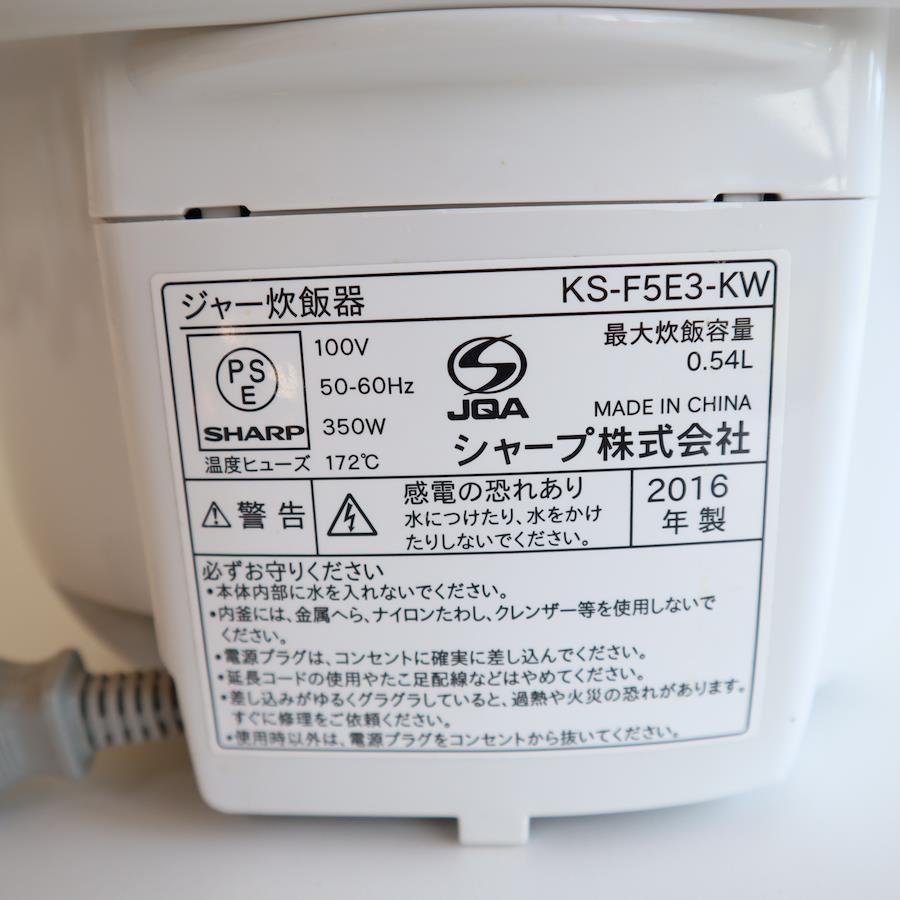 ジャー炊飯器 KS-F5E3-KW
PS
E
SHARP
100V
50-60Hz
350W
温度ヒューズ 172℃
JQA
最大炊飯容量
0.54L
MADE IN CHINA
シャープ株式会社
警告
感電の恐れあり
水につけたり、水をかけ
たりしないでください。
2016
年製
必ずお守りください
•本体内部に水を入れないでください。
•内釜には、金属へら、ナイロンたわし、クレンザー等を使用しないで
ください。
•電源プラグは、コンセントに確実に差し込んでください。
•延長コードの使用やたこ足配線などはやめてください。
•差し込みがゆるくグラグラしていると、過熱や火災の恐れがあります。
すぐに修理をご依頼ください。
•使用時以外は、電源プラグをコンセントから抜いてください。